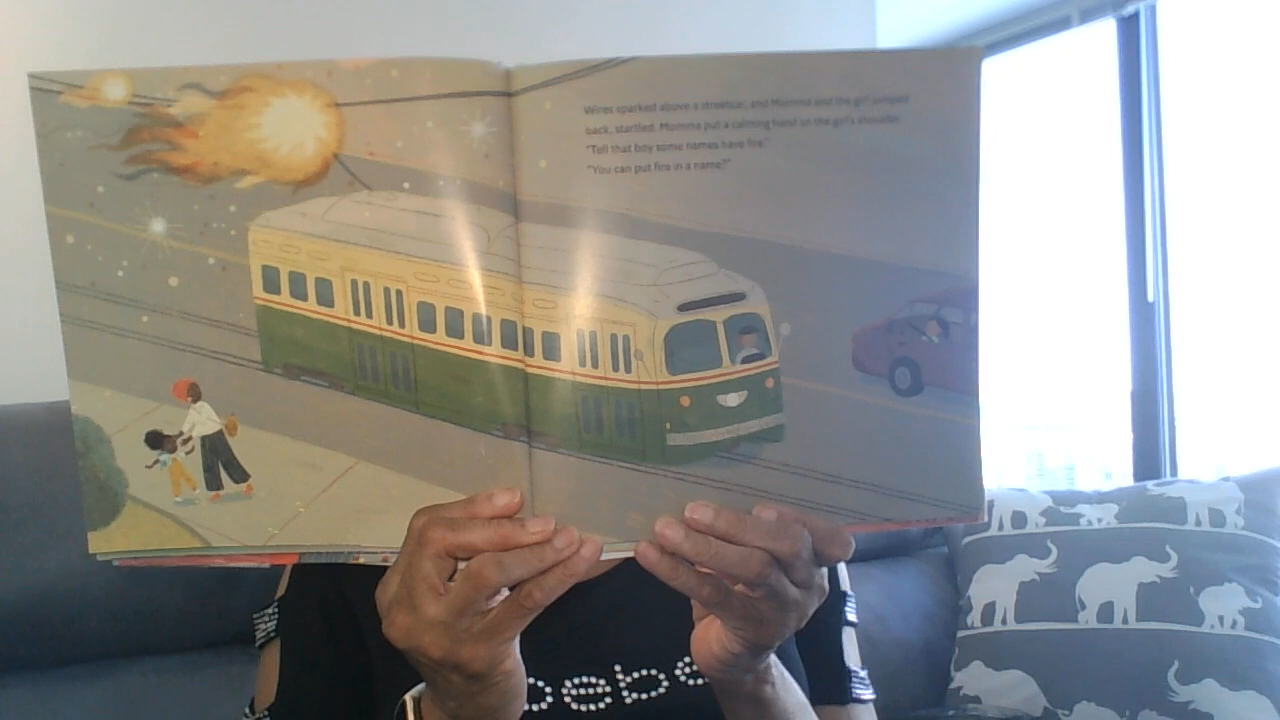 Wires sparked above a streetcar, and Momma and the girl jumped
back, startled. Momma put a calming hand on the girl's shoulder.
"Tell that boy some names have fire."
"You can put fire in a name?"
bebe